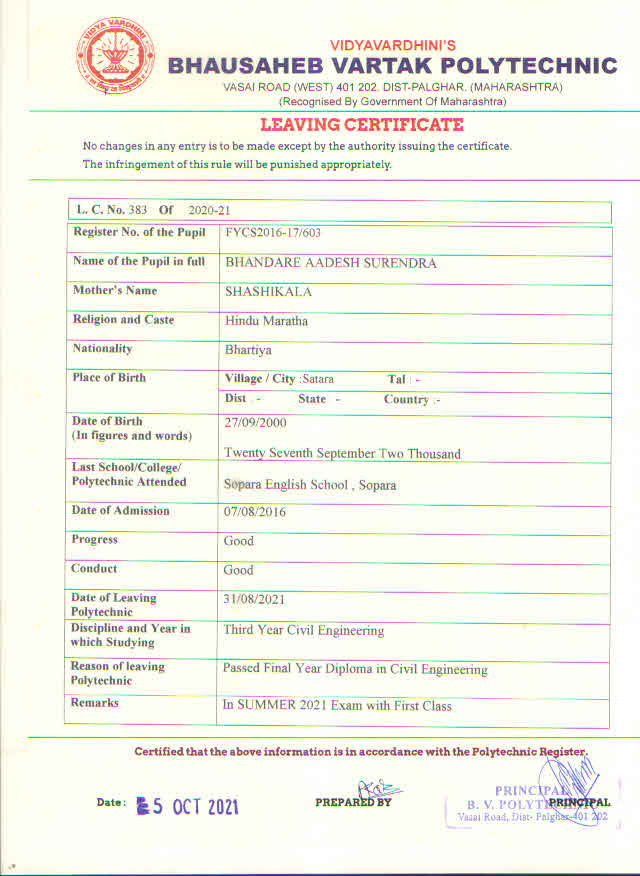 VIDYA VARDHINI
VIDYAVARDHINI'S
BHAUSAHEB VARTAK POLYTECHNIC
VASAI ROAD (WEST) 401 202. DIST-PALGHAR. (MAHARASHTRA)
(Recognised By Government Of Maharashtra)
LEAVING CERTIFICATE
No changes in any entry is to be made except by the authority issuing the certificate.
The infringement of this rule will be punished appropriately.
L. C. No. 383 Of 2020-21
Register No. of the Pupil FYCS2016-17/603
Name of the Pupil in full BHANDARE AADESH SURENDRA
Mother's Name SHASHIKALA
Religion and Caste Hindu Maratha
Nationality Bhartiya
Place of Birth Village / City :Satara Tal : -
Dist : - State - Country :-
Date of Birth 27/09/2000
(In figures and words)
Twenty Seventh September Two Thousand
Last School/College/
Polytechnic Attended Sopara English School , Sopara
Date of Admission 07/08/2016
Progress Good
Conduct Good
Date of Leaving 31/08/2021
Polytechnic
Discipline and Year in Third Year Civil Engineering
which Studying
Reason of leaving Passed Final Year Diploma in Civil Engineering
Polytechnic
Remarks In SUMMER 2021 Exam with First Class
Certified that the above information is in accordance with the Polytechnic Register.
Date: 5 OCT 2021 PREPARED BY PRINCIPAL
PRINCIPAL
B. V. POLYTECHNIC
Vasai Road, Dist- Palghar-401 202